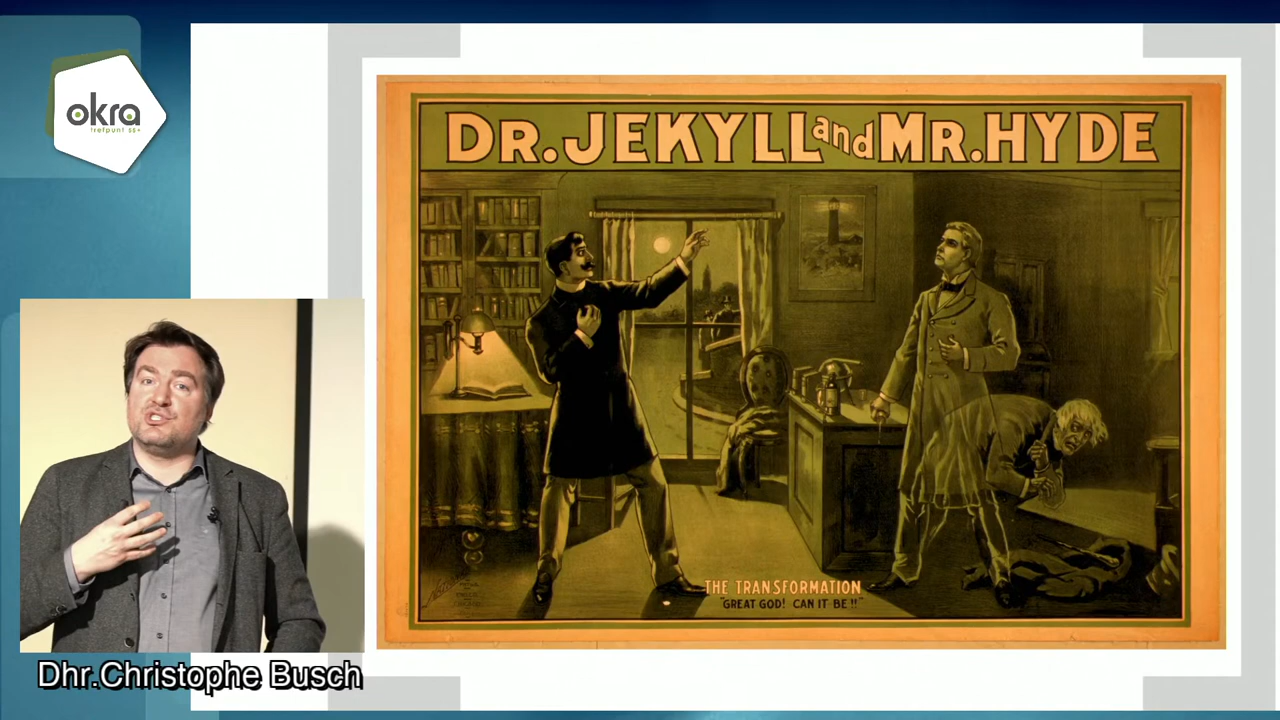 okra
trefpunt 55+
DR. JEKYLL and MR. HYDE
THE TRANSFORMATION
"GREAT GOD! CAN IT BE!!"
Dhr.Christophe Busch